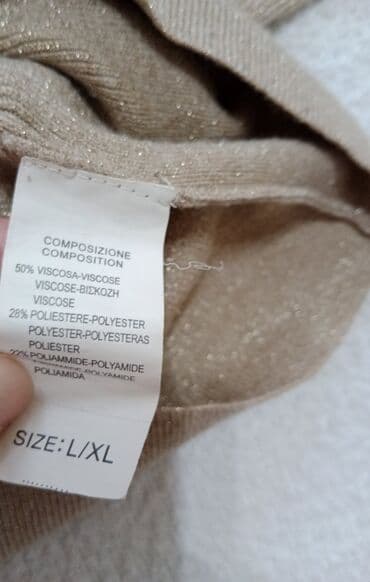 COMPOSIZIONE
COMPOSITION
50% VISCOSA-VISCOSE
VISCOSE-ΒΙΣΚΟΖΗ
VISCOSE
28% POLIESTERE-POLYESTER
POLYESTER-POLYESTERAS
POLIESTER
22% POLIAMMIDE-POLYAMIDE
POLIAMIDA
SIZE: L/XL